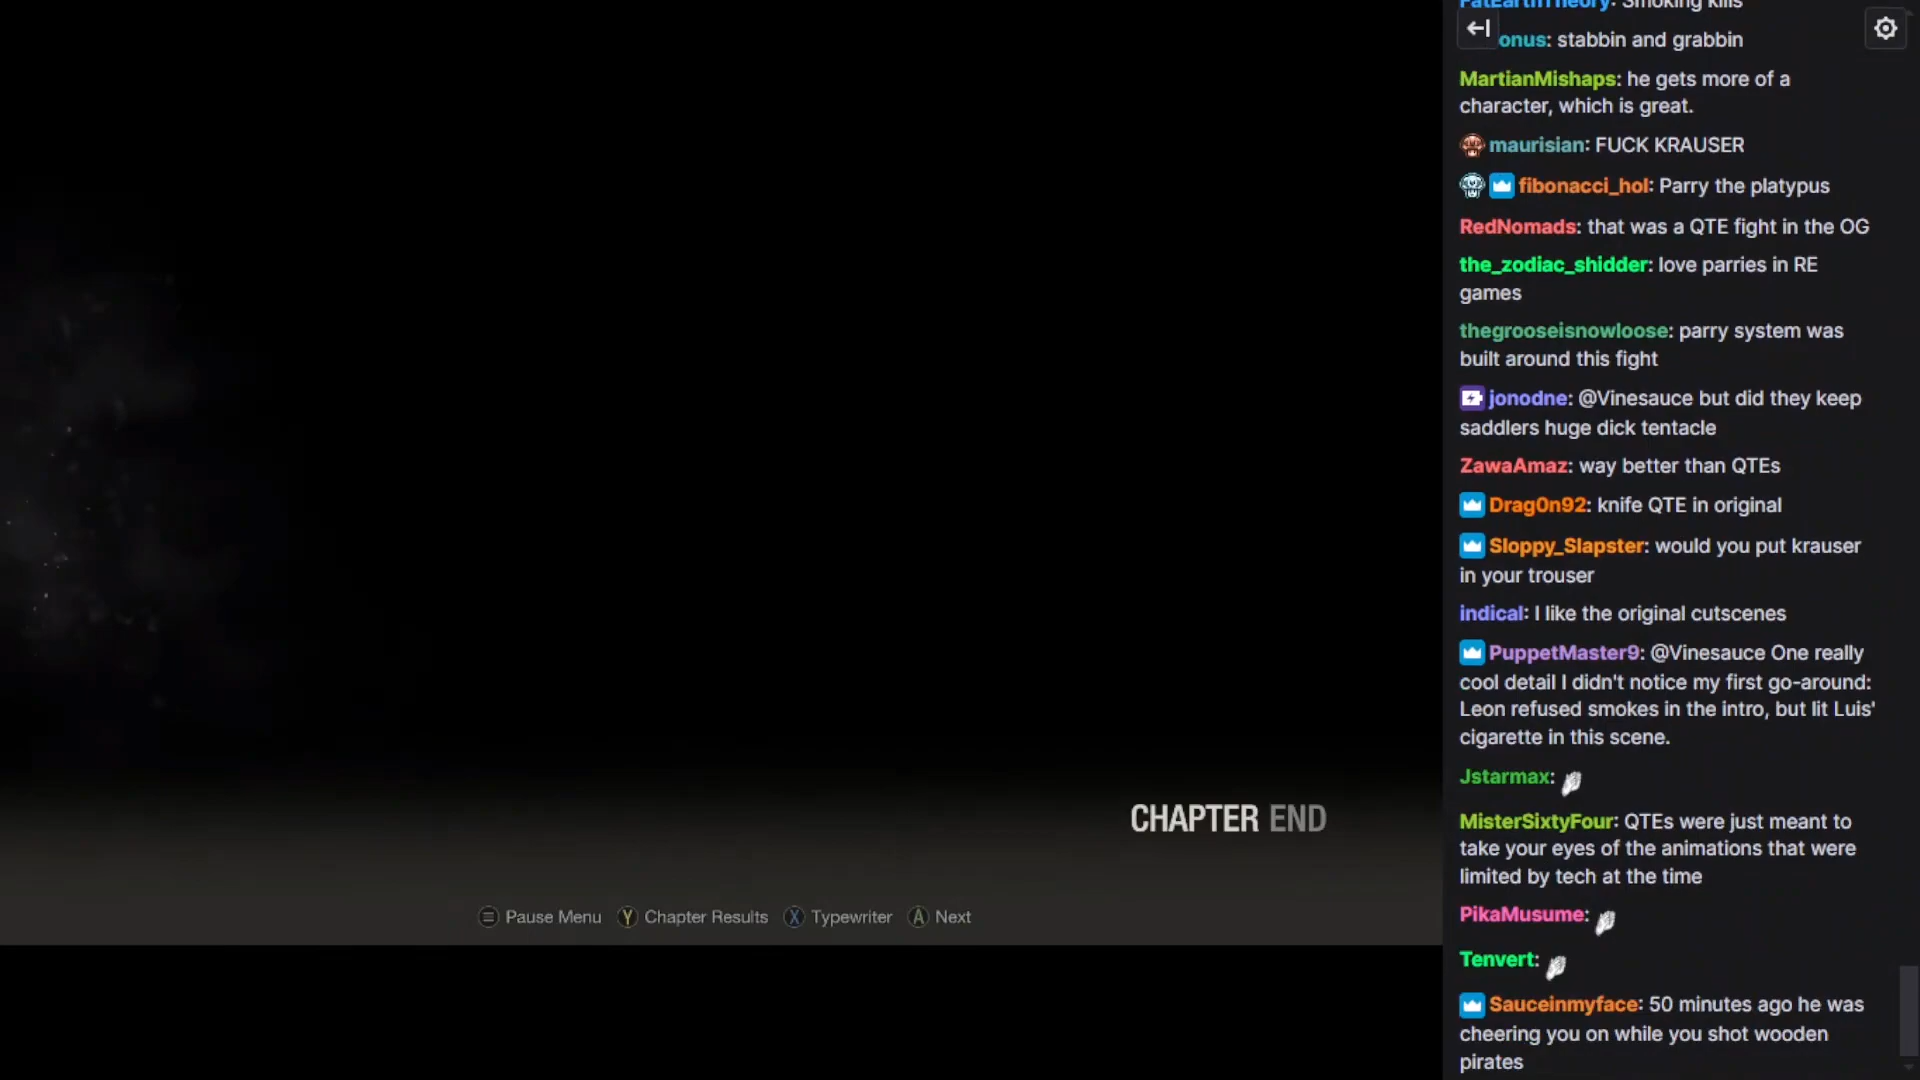 CHAPTER END
Pause Menu Y Chapter Results X Typewriter A Next
FatEarthTheory: Smoking kills
onus: stabbin and grabbin
MartianMishaps: he gets more of a
character, which is great.
maurisian: FUCK KRAUSER
fibonacci_hol: Parry the platypus
RedNomads: that was a QTE fight in the OG
the_zodiac_shidder: love parries in RE
games
thegrooseisnowloose: parry system was
built around this fight
jonodne: @Vinesauce but did they keep
saddlers huge dick tentacle
ZawaAmaz: way better than QTEs
Drag0n92: knife QTE in original
Sloppy_Slapster: would you put krauser
in your trouser
indical: I like the original cutscenes
PuppetMaster9: @Vinesauce One really
cool detail I didn't notice my first go-around:
Leon refused smokes in the intro, but lit Luis'
cigarette in this scene.
Jstarmax:
MisterSixtyFour: QTEs were just meant to
take your eyes of the animations that were
limited by tech at the time
PikaMusume:
Tenvert:
Sauceinmyface: 50 minutes ago he was
cheering you on while you shot wooden
pirates